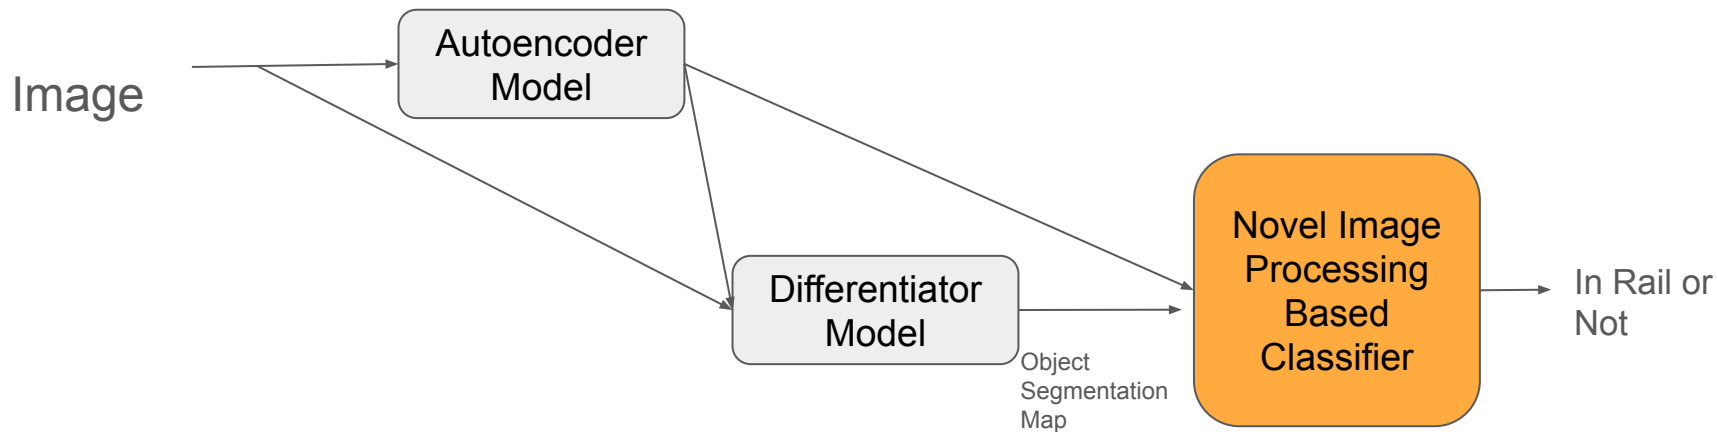 Image
Autoencoder
Model
Differentiator
Model
Object
Segmentation
Map
Novel Image
Processing
Based
Classifier
In Rail or
Not